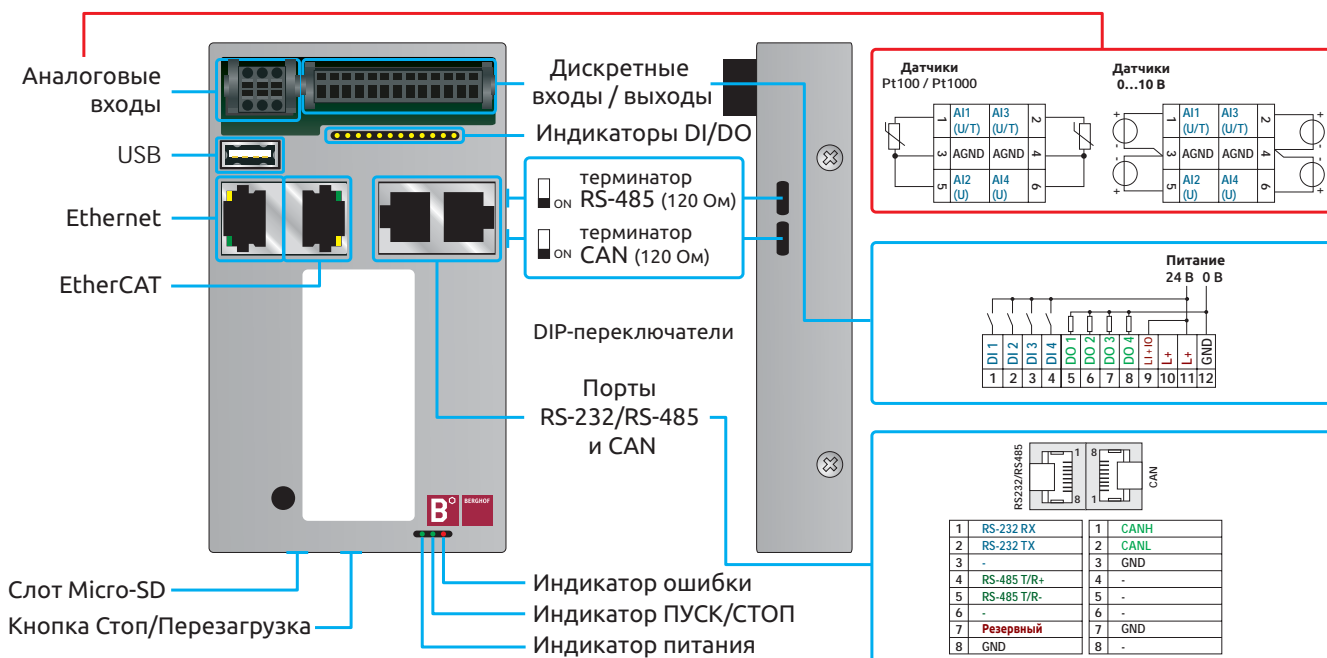 Аналоговые
входы
USB
Ethernet
EtherCAT
Слот Micro-SD
Кнопка Стоп/Перезагрузка
B
BERGHOF
Дискретные
входы / выходы
Индикаторы DI/DO
терминатор
ON RS-485 (120 Ом)
терминатор
ON CAN (120 Ом)
DIP-переключатели
Порты
RS-232/RS-485
и CAN
Индикатор ошибки
Индикатор ПУСК/СТОП
Индикатор питания
Датчики
Pt100 / Pt1000
1 AI1 (U/T) AI3 (U/T) 2
3 AGND AGND 4
5 AI2 (U) AI4 (U) 6
Датчики
0...10 В
+ 1 AI1 (U/T) AI3 (U/T) 2 +
- 3 AGND AGND 4 -
+ 5 AI2 (U) AI4 (U) 6 +
Питание
24 В 0 В
DI 1 DI 2 DI 3 DI 4 DO 1 DO 2 DO 3 DO 4 L1+IO L+ L+ GND
1 2 3 4 5 6 7 8 9 10 11 12
RS232/RS485 1 8 8 1 CAN
1 RS-232 RX 1 CANH
2 RS-232 TX 2 CANL
3 - 3 GND
4 RS-485 T/R+ 4 -
5 RS-485 T/R- 5 -
6 - 6 -
7 Резервный 7 GND
8 GND 8 -